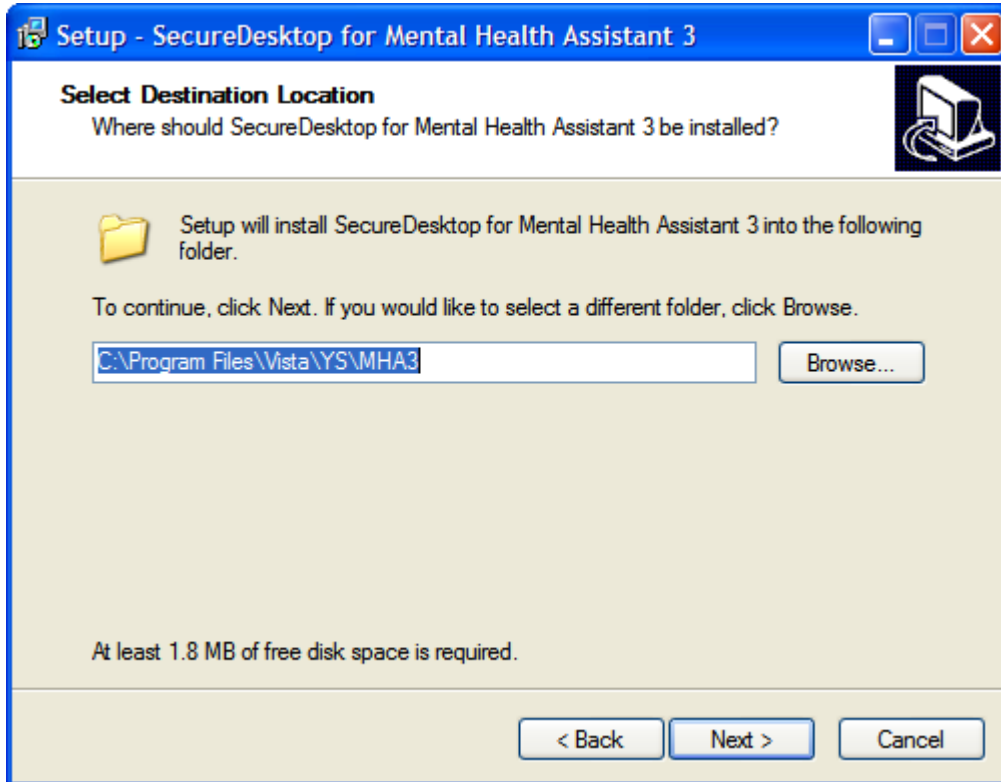 Setup - SecureDesktop for Mental Health Assistant 3
Select Destination Location
Where should SecureDesktop for Mental Health Assistant 3 be installed?
Setup will install SecureDesktop for Mental Health Assistant 3 into the following
folder.
To continue, click Next. If you would like to select a different folder, click Browse.
C:\Program Files\Vista\YS\MHA3
Browse...
At least 1.8 MB of free disk space is required.
< Back
Next >
Cancel